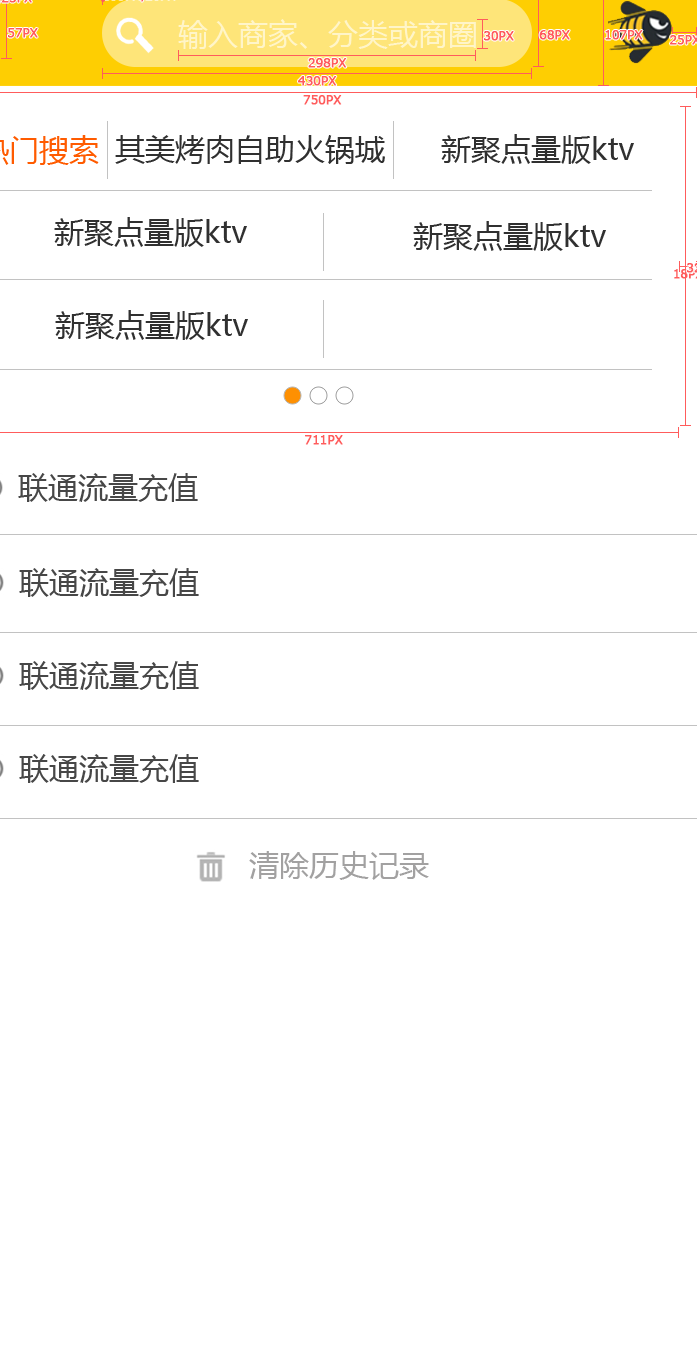 57PX
输入商家、分类或商圈
30PX
68PX
107PX
298PX
430PX
750PX
热门搜索
其美烤肉自助火锅城
新聚点量版ktv
新聚点量版ktv
新聚点量版ktv
新聚点量版ktv
711PX
联通流量充值
联通流量充值
联通流量充值
联通流量充值
清除历史记录